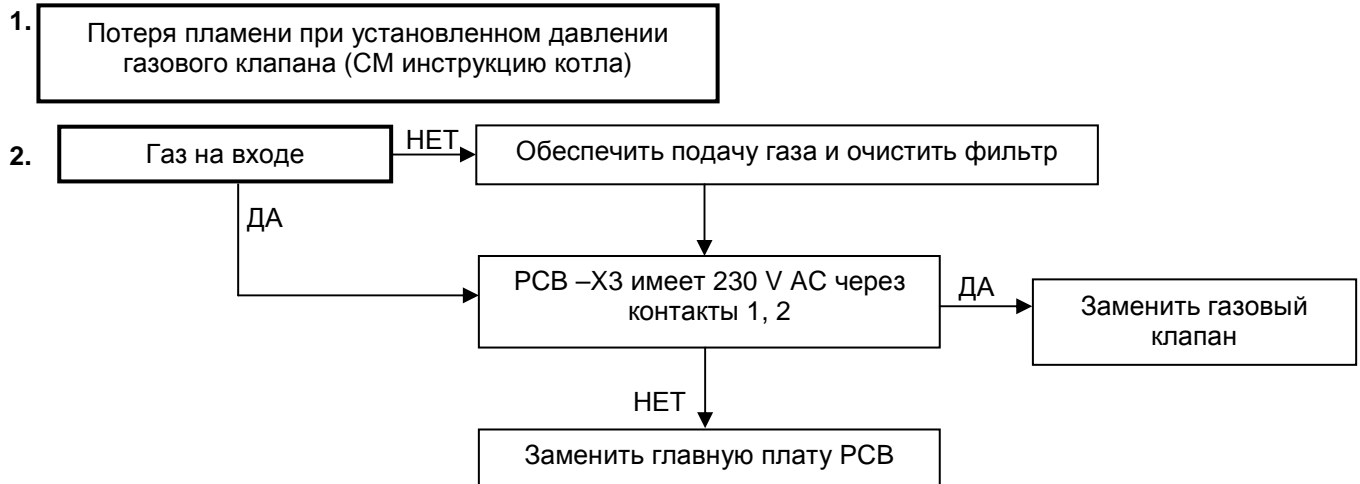 1.
Потеря пламени при установленном давлении
газового клапана (СМ инструкцию котла)
2.
Газ на входе
НЕТ
Обеспечить подачу газа и очистить фильтр
ДА
PCB –X3 имеет 230 V AC через
контакты 1, 2
ДА
Заменить газовый
клапан
НЕТ
Заменить главную плату PCB